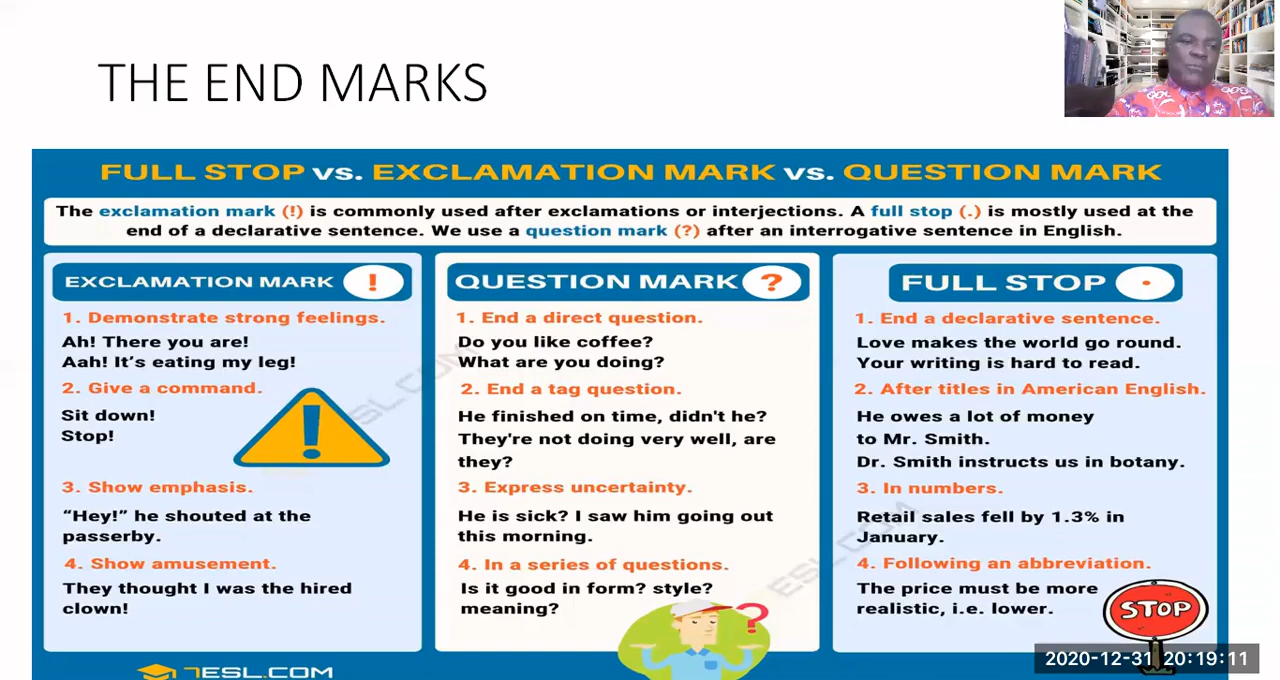 THE END MARKS
FULL STOP vs. EXCLAMATION MARK vs. QUESTION MARK
The exclamation mark (!) is commonly used after exclamations or interjections. A full stop (.) is mostly used at the
end of a declarative sentence. We use a question mark (?) after an interrogative sentence in English.
EXCLAMATION MARK !
1. Demonstrate strong feelings.
Ah! There you are!
Aah! It's eating my leg!
2. Give a command.
Sit down!
Stop!
!
3. Show emphasis.
“Hey!” he shouted at the
passerby.
4. Show amusement.
They thought I was the hired
clown!
QUESTION MARK ?
1. End a direct question.
Do you like coffee?
What are you doing?
2. End a tag question.
He finished on time, didn't he?
They're not doing very well, are
they?
3. Express uncertainty.
He is sick? I saw him going out
this morning.
4. In a series of questions.
Is it good in form? style?
meaning?
?
FULL STOP .
1. End a declarative sentence.
Love makes the world go round.
Your writing is hard to read.
2. After titles in American English.
He owes a lot of money
to Mr. Smith.
Dr. Smith instructs us in botany.
3. In numbers.
Retail sales fell by 1.3% in
January.
4. Following an abbreviation.
The price must be more
realistic, i.e. lower.
STOP
ESL.COM
ESL.COM
7ESL.COM
2020-12-31 20:19:11